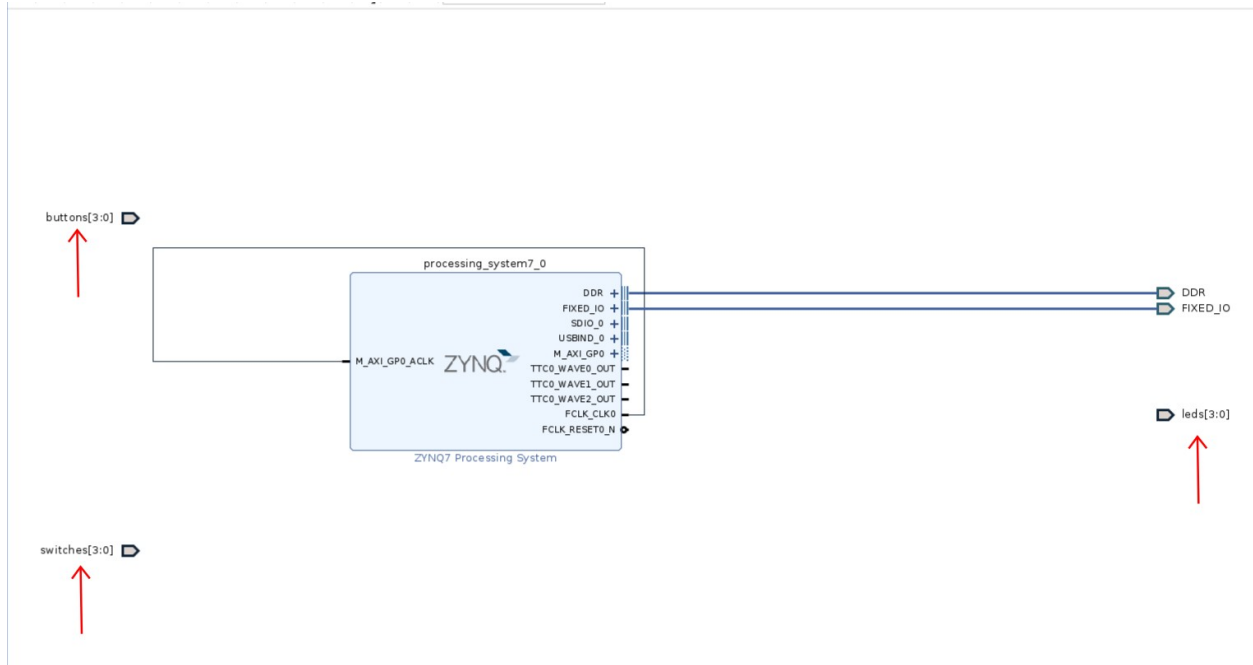 buttons[3:0]
processing_system7_0
DDR
FIXED_IO
SDIO_0
USBIND_0
M_AXI_GP0
TTC0_WAVE0_OUT
TTC0_WAVE1_OUT
TTC0_WAVE2_OUT
FCLK_CLK0
FCLK_RESET0_N
M_AXI_GP0_ACLK
ZYNQ
ZYNQ7 Processing System
DDR
FIXED_IO
leds[3:0]
switches[3:0]